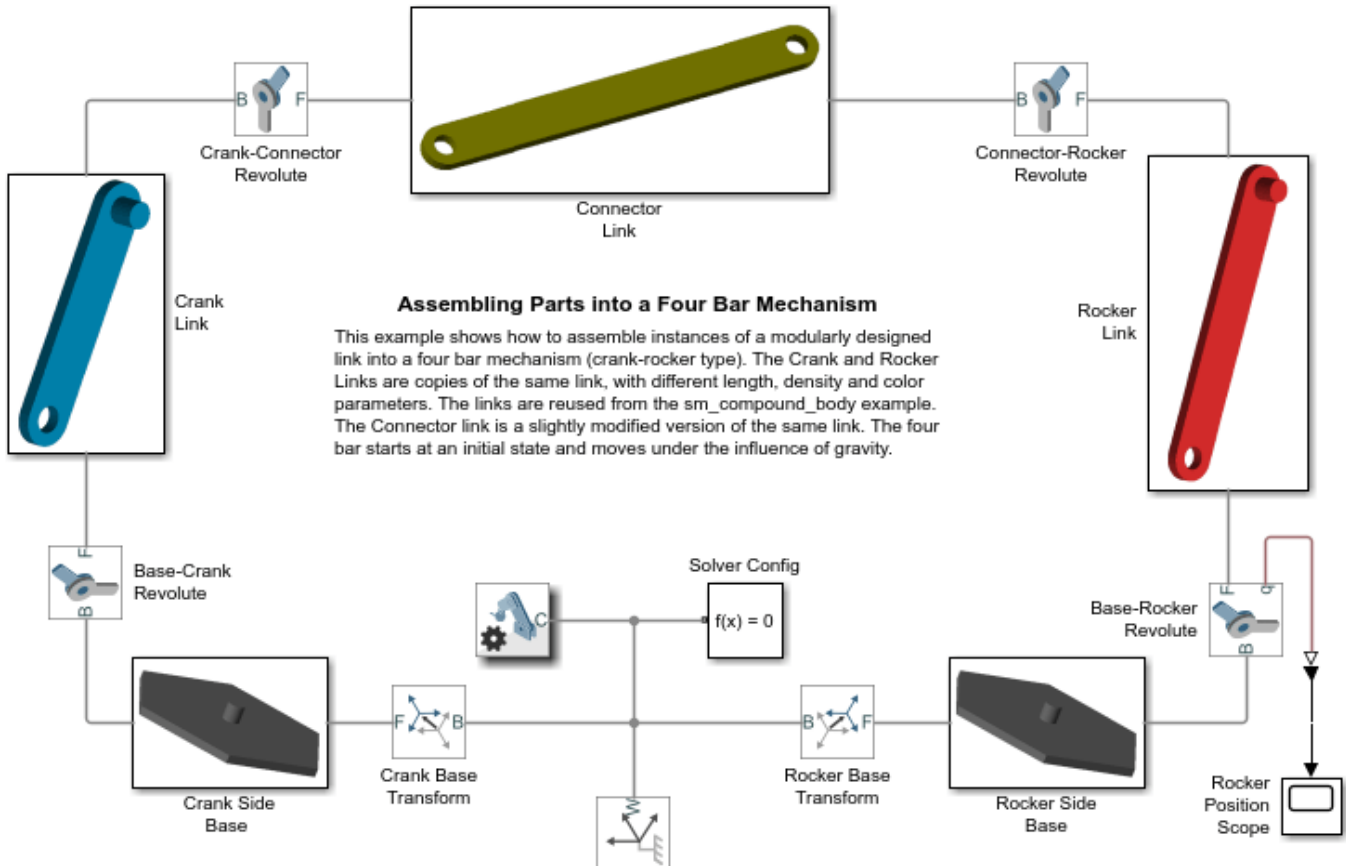 B
F
Crank-Connector
Revolute
Connector
Link
B
F
Connector-Rocker
Revolute
Crank
Link
Rocker
Link
Assembling Parts into a Four Bar Mechanism
This example shows how to assemble instances of a modularly designed
link into a four bar mechanism (crank-rocker type). The Crank and Rocker
Links are copies of the same link, with different length, density and color
parameters. The links are reused from the sm_compound_body example.
The Connector link is a slightly modified version of the same link. The four
bar starts at an initial state and moves under the influence of gravity.
F
B
Base-Crank
Revolute
C
Solver Config
f(x) = 0
F
q
B
Base-Rocker
Revolute
Crank Side
Base
F
B
Crank Base
Transform
W
B
F
Rocker Base
Transform
Rocker Side
Base
Rocker
Position
Scope